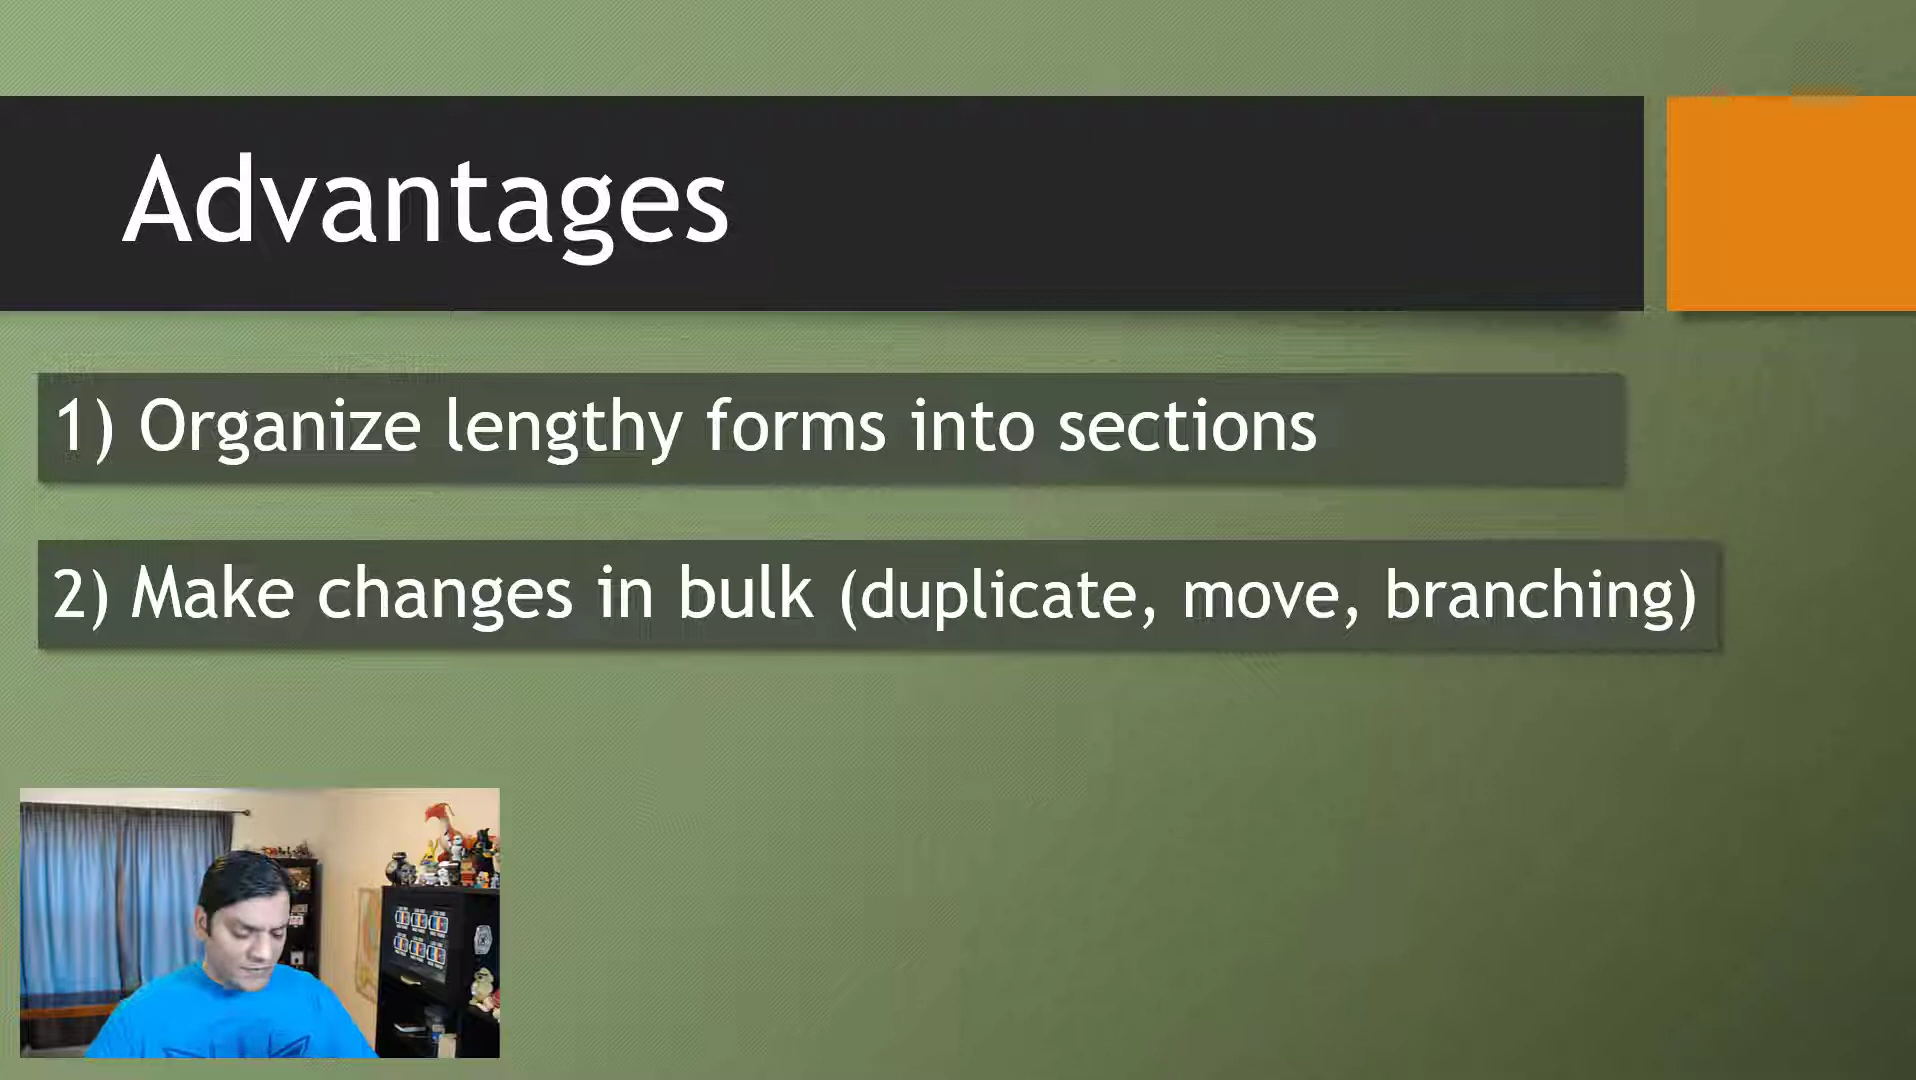 Advantages
1) Organize lengthy forms into sections
2) Make changes in bulk (duplicate, move, branching)